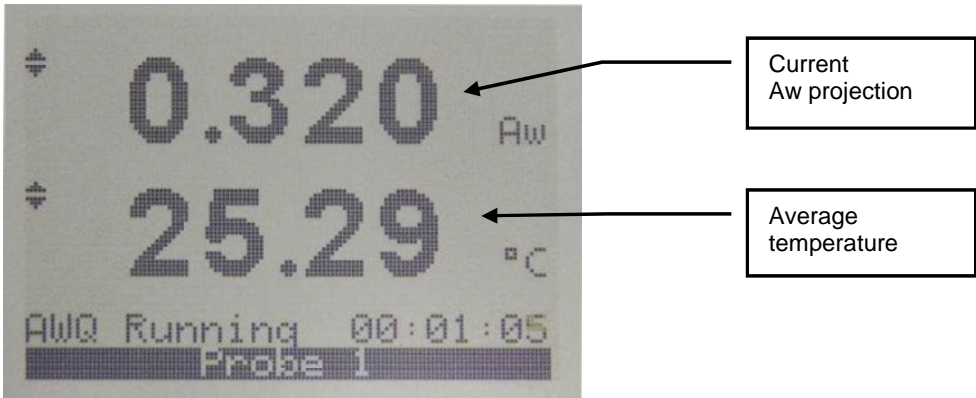 0.320 Aw
25.29 °C
AWQ Running 00:01:05
Probe 1
Current
Aw projection
Average
temperature